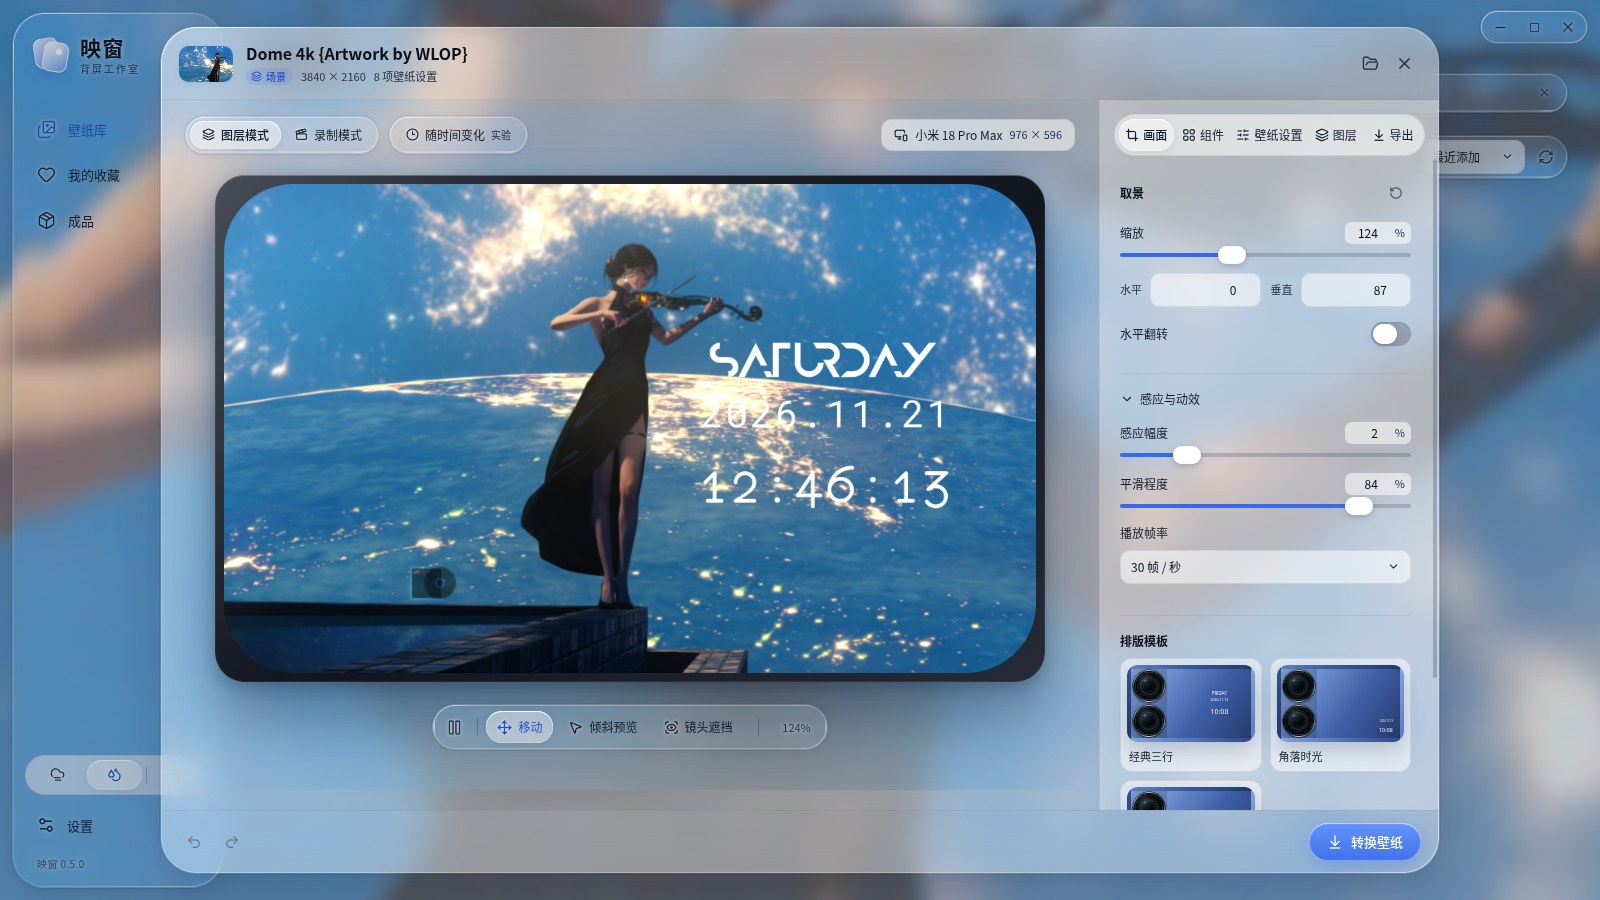 映窗
背屏工作室
壁纸库
我的收藏
成品
设置
映窗 0.5.0
Dome 4k {Artwork by WLOP}
场景 3840 × 2160 8 项壁纸设置
图层模式 录制模式 随时间变化 实验 小米 18 Pro Max 976 × 596
SATURDAY
2026.11.21
12:46:13
移动 倾斜预览 镜头遮挡 124%
画面 组件 壁纸设置 图层 导出
取景
缩放 124 %
水平 0 垂直 87
水平翻转
感应与动效
感应幅度 2 %
平滑程度 84 %
播放帧率
30 帧 / 秒
排版模板
FRIDAY
10:08
10:08
经典三行 角落时光
转换壁纸
最近添加